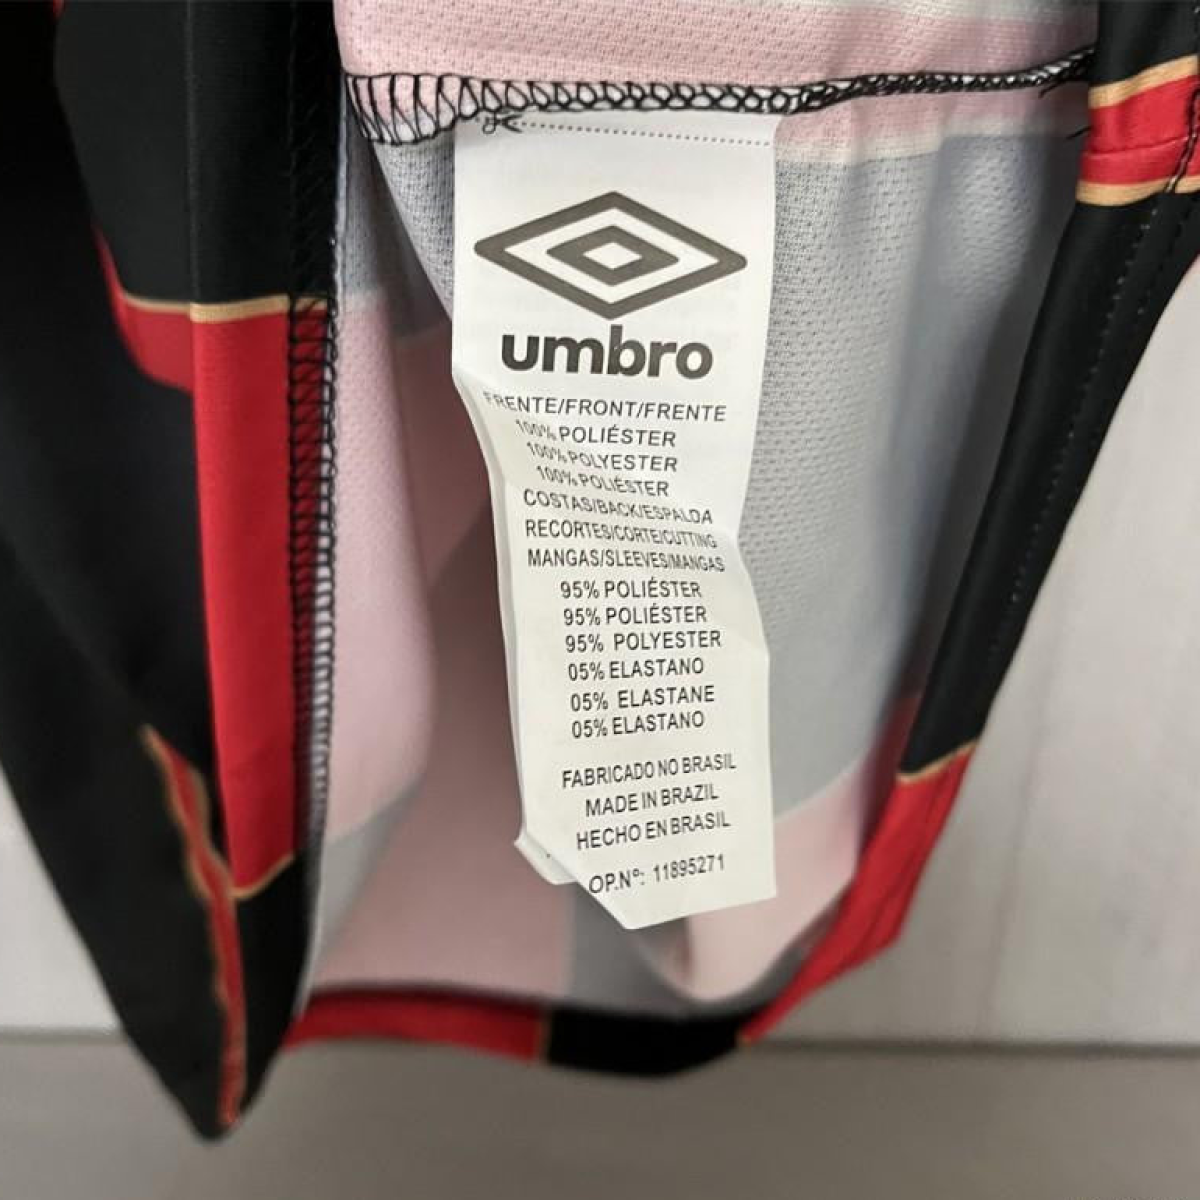 umbro
FRENTE/FRONT/FRENTE
100% POLIÉSTER
100% POLYESTER
100% POLIÉSTER
COSTAS/BACK/ESPALDA
RECORTES/CORTE/CUTTING
MANGAS/SLEEVES/MANGAS
95% POLIÉSTER
95% POLIÉSTER
95% POLYESTER
05% ELASTANO
05% ELASTANE
05% ELASTANO
FABRICADO NO BRASIL
MADE IN BRAZIL
HECHO EN BRASIL
OP.Nº: 11895271